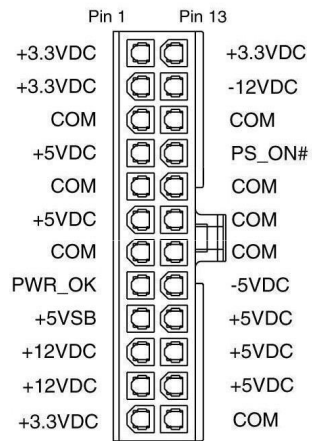 Pin 1 Pin 13
+3.3VDC +3.3VDC
+3.3VDC -12VDC
COM COM
+5VDC PS_ON#
COM COM
+5VDC COM
COM COM
PWR_OK -5VDC
+5VSB +5VDC
+12VDC +5VDC
+12VDC +5VDC
+3.3VDC COM